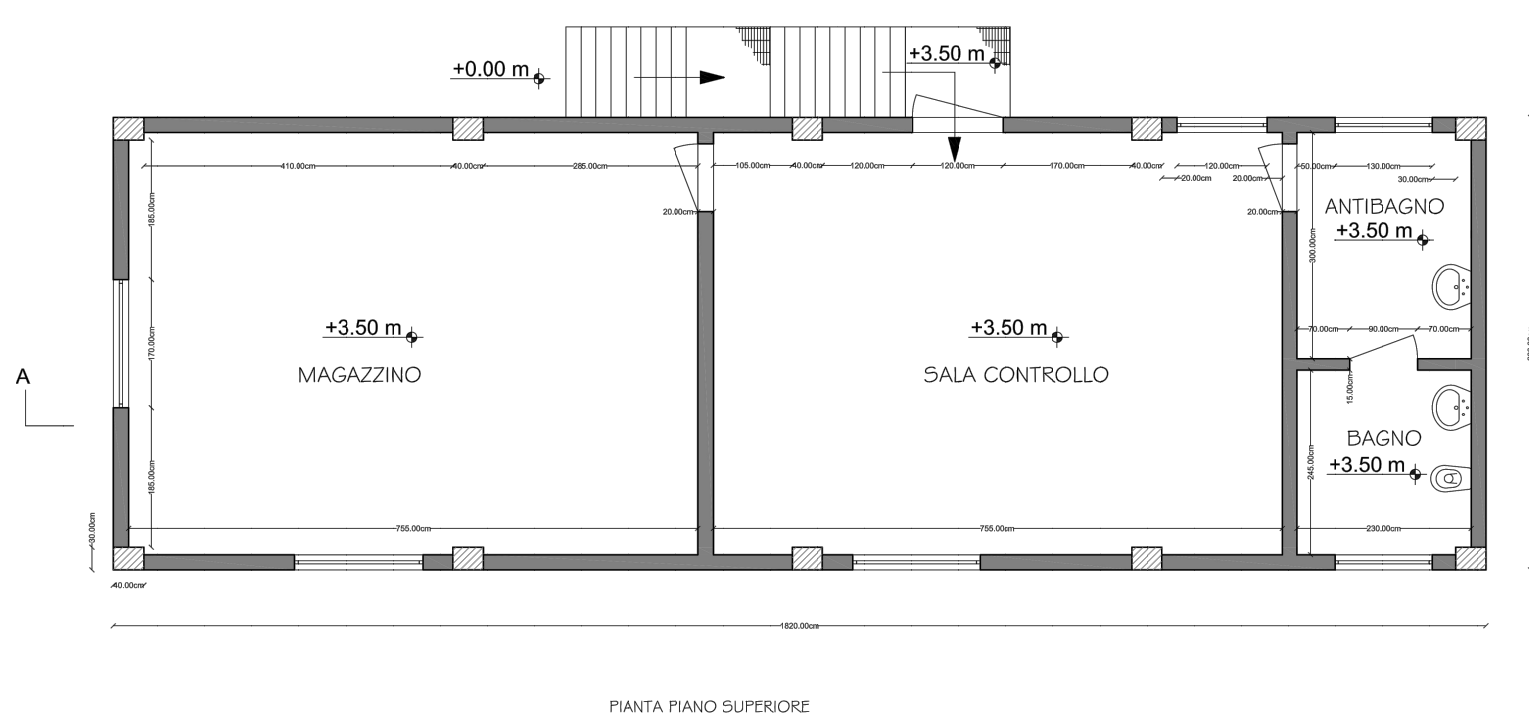 +3.50 m
+0.00 m
410.00cm
40.00cm
285.00cm
105.00cm
40.00cm
120.00cm
120.00cm
170.00cm
40.00cm
120.00cm
50.00cm
130.00cm
20.00cm
20.00cm
30.00cm
185.00cm
20.00cm
20.00cm
ANTIBAGNO
+3.50 m
300.00cm
+3.50 m
+3.50 m
70.00cm
90.00cm
70.00cm
170.00cm
MAGAZZINO
SALA CONTROLLO
A
15.00cm
BAGNO
+3.50 m
245.00cm
185.00cm
30.00cm
755.00cm
755.00cm
230.00cm
40.00cm
1820.00cm
PIANTA PIANO SUPERIORE